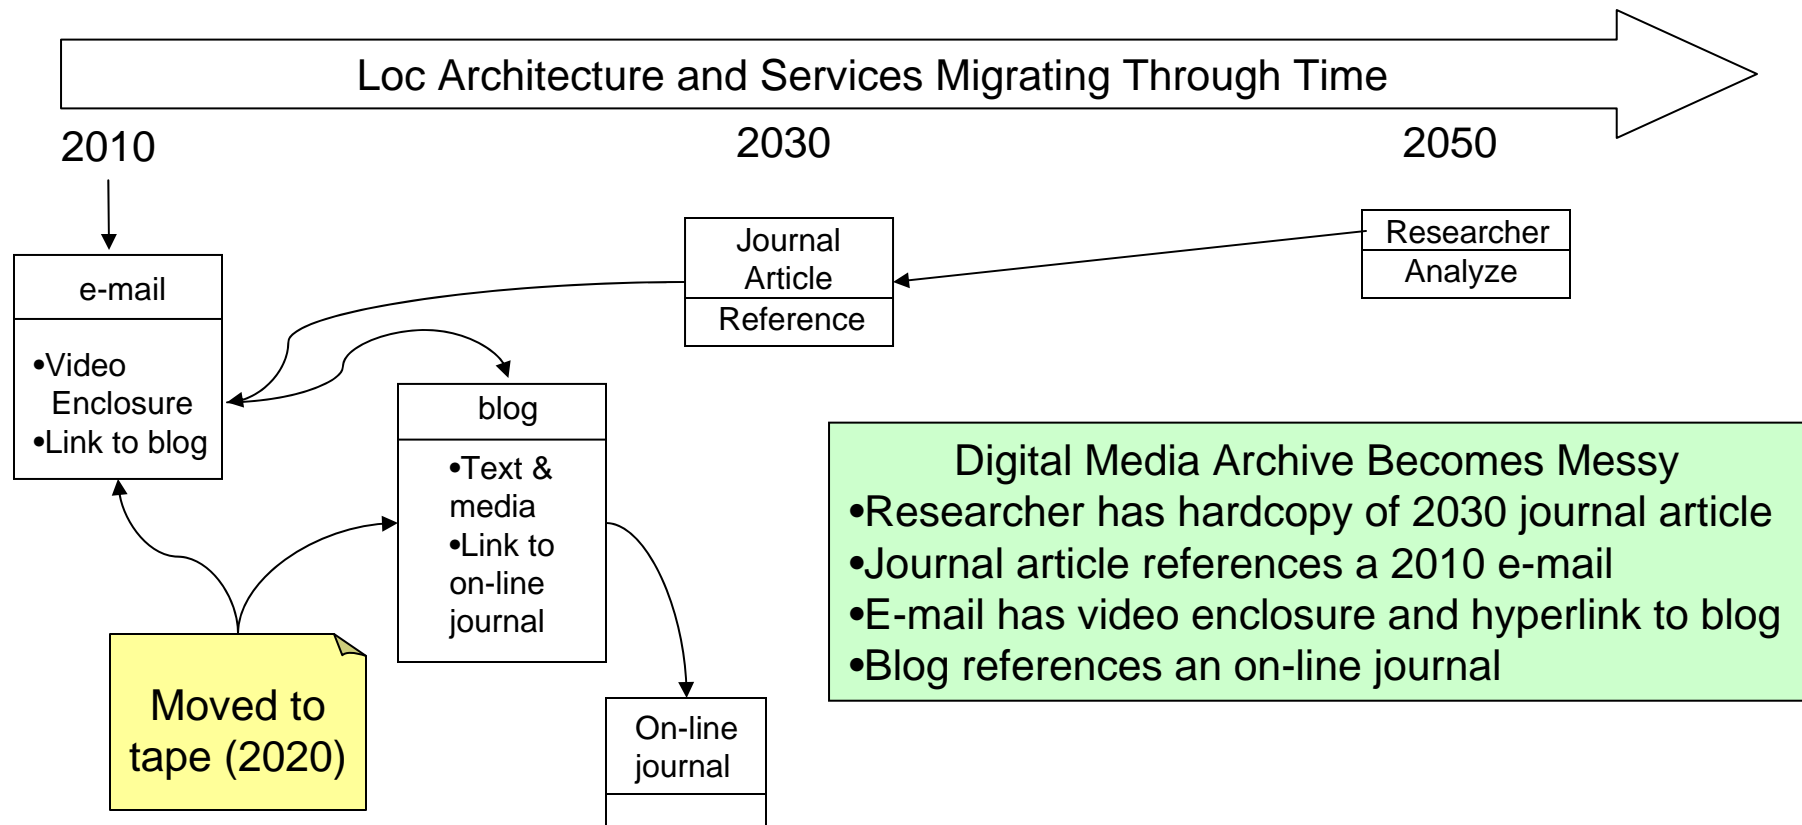 Loc Architecture and Services Migrating Through Time
2010
2030
2050
e-mail
•Video
Enclosure
•Link to blog
Journal
Article
Reference
Researcher
Analyze
blog
•Text &
media
•Link to
on-line
journal
Moved to
tape (2020)
On-line
journal
Digital Media Archive Becomes Messy
•Researcher has hardcopy of 2030 journal article
•Journal article references a 2010 e-mail
•E-mail has video enclosure and hyperlink to blog
•Blog references an on-line journal